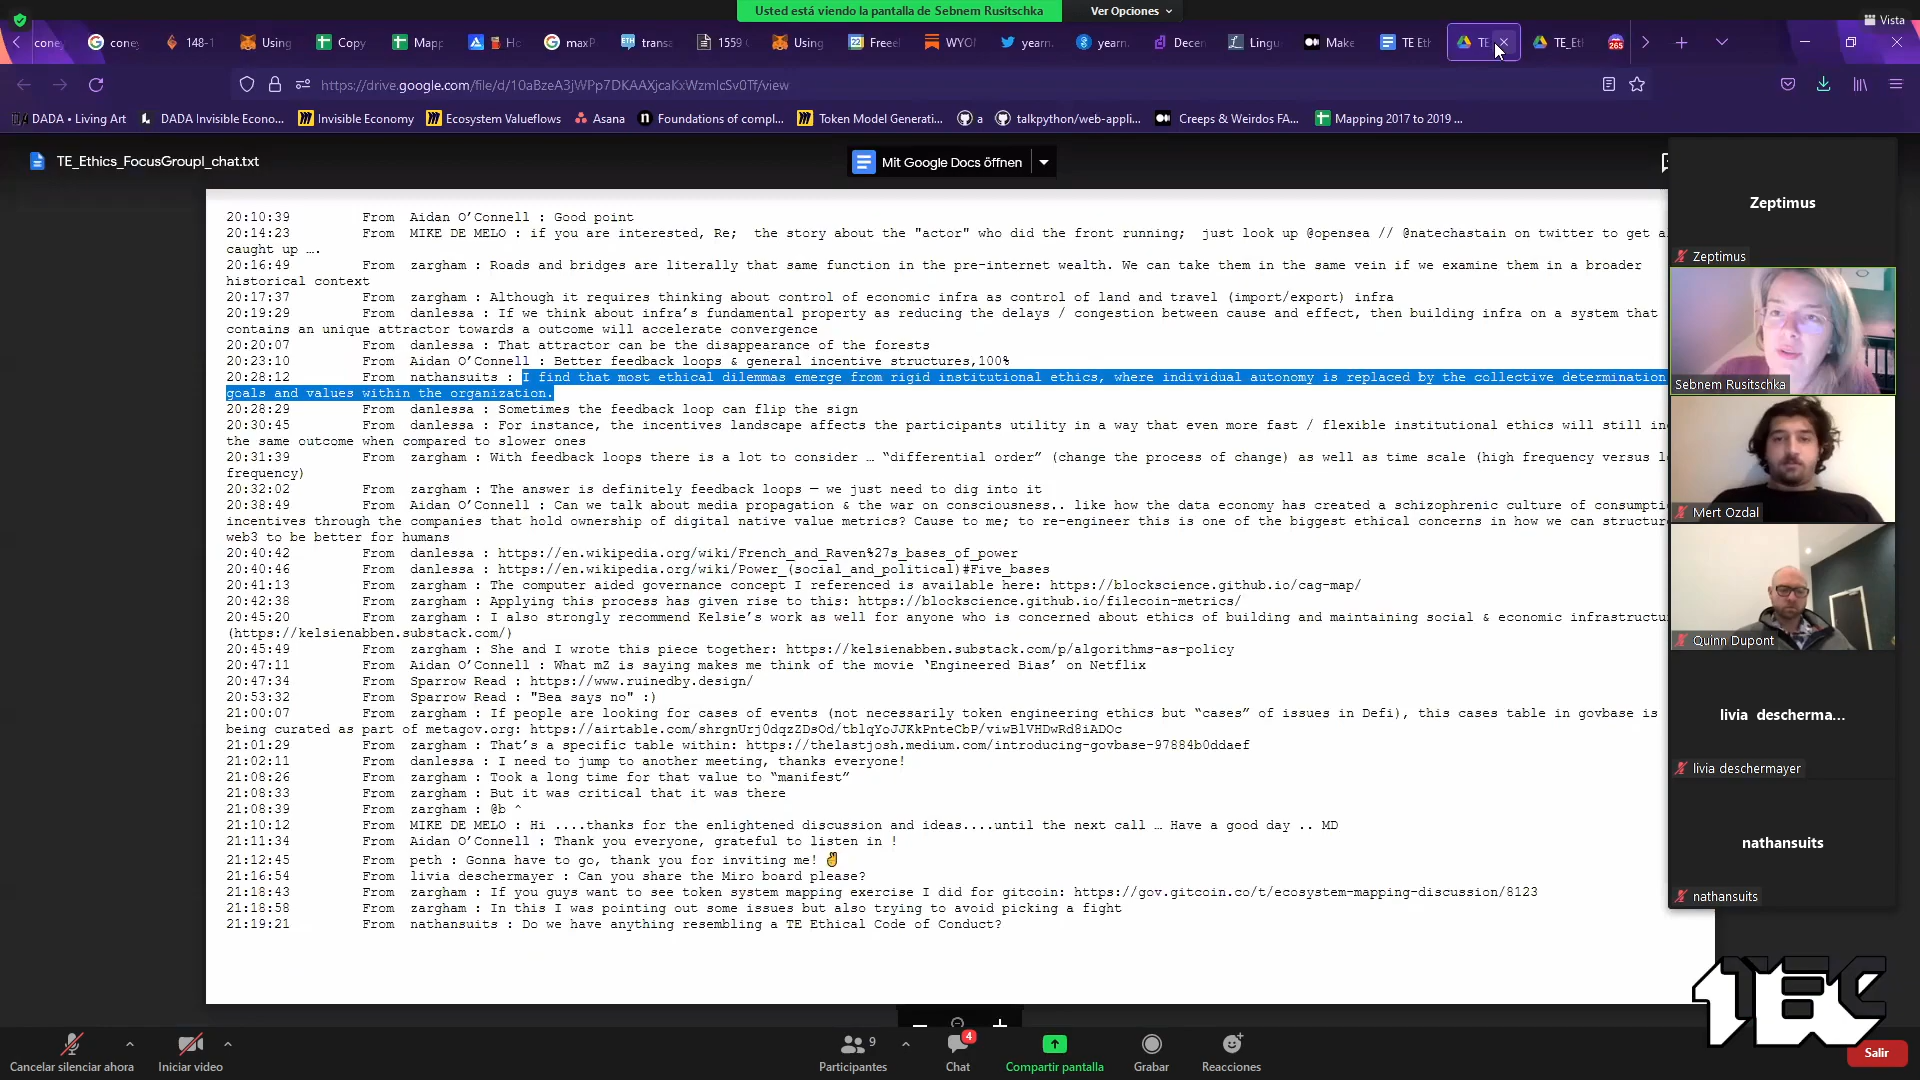 Usted está viendo la pantalla de Sebnem Rusitschka
Ver Opciones
Vista
cone
cone
148-1
Using
Copy
Mapp
Ho
maxP
transa
1559
Using
Freee
WYO
yearn.
yearn.
Decen
Lingu
Make
TE Et
TE
TE_Et
265
https://drive.google.com/file/d/10aBzeA3jWPp7DKAAXjcaKxWzmIcSv0Tf/view
DADA • Living Art
DADA Invisible Econo...
Invisible Economy
Ecosystem Valueflows
Asana
Foundations of compl...
Token Model Generati...
a
talkpython/web-appli...
Creeps & Weirdos FA...
Mapping 2017 to 2019 ...
TE_Ethics_FocusGroupI_chat.txt
Mit Google Docs öffnen
20:10:39 From Aidan O’Connell : Good point
20:14:23 From MIKE DE MELO : if you are interested, Re; the story about the "actor" who did the front running; just look up @opensea // @natechastain on twitter to get a
caught up ….
20:16:49 From zargham : Roads and bridges are literally that same function in the pre-internet wealth. We can take them in the same vein if we examine them in a broader
historical context
20:17:37 From zargham : Although it requires thinking about control of economic infra as control of land and travel (import/export) infra
20:19:29 From danlessa : If we think about infra’s fundamental property as reducing the delays / congestion between cause and effect, then building infra on a system that
contains an unique attractor towards a outcome will accelerate convergence
20:20:07 From danlessa : That attractor can be the disappearance of the forests
20:23:10 From Aidan O’Connell : Better feedback loops & general incentive structures,100%
20:28:12 From nathansuits : I find that most ethical dilemmas emerge from rigid institutional ethics, where individual autonomy is replaced by the collective determination
goals and values within the organization.
20:28:29 From danlessa : Sometimes the feedback loop can flip the sign
20:30:45 From danlessa : For instance, the incentives landscape affects the participants utility in a way that even more fast / flexible institutional ethics will still in
the same outcome when compared to slower ones
20:31:39 From zargham : With feedback loops there is a lot to consider … “differential order” (change the process of change) as well as time scale (high frequency versus l
frequency)
20:32:02 From zargham : The answer is definitely feedback loops — we just need to dig into it
20:38:49 From Aidan O’Connell : Can we talk about media propagation & the war on consciousness.. like how the data economy has created a schizophrenic culture of consumpti
incentives through the companies that hold ownership of digital native value metrics? Cause to me; to re-engineer this is one of the biggest ethical concerns in how we can structur
web3 to be better for humans
20:40:42 From danlessa : https://en.wikipedia.org/wiki/French_and_Raven%27s_bases_of_power
20:40:46 From danlessa : https://en.wikipedia.org/wiki/Power_(social_and_political)#Five_bases
20:41:13 From zargham : The computer aided governance concept I referenced is available here: https://blockscience.github.io/cag-map/
20:42:38 From zargham : Applying this process has given rise to this: https://blockscience.github.io/filecoin-metrics/
20:45:20 From zargham : I also strongly recommend Kelsie’s work as well for anyone who is concerned about ethics of building and maintaining social & economic infrastructu
(https://kelsienabben.substack.com/)
20:45:49 From zargham : She and I wrote this piece together: https://kelsienabben.substack.com/p/algorithms-as-policy
20:47:11 From Aidan O’Connell : What mZ is saying makes me think of the movie ‘Engineered Bias’ on Netflix
20:47:34 From Sparrow Read : https://www.ruinedby.design/
20:53:32 From Sparrow Read : "Bea says no" :)
21:00:07 From zargham : If people are looking for cases of events (not necessarily token engineering ethics but “cases” of issues in Defi), this cases table in govbase is
being curated as part of metagov.org: https://airtable.com/shrgnUrj0dqzZDsOd/tblqYoJJKkPnteCbP/viwBlVHDwRd8iADOc
21:01:29 From zargham : That’s a specific table within: https://thelastjosh.medium.com/introducing-govbase-97884b0ddaef
21:02:11 From danlessa : I need to jump to another meeting, thanks everyone!
21:08:26 From zargham : Took a long time for that value to “manifest”
21:08:33 From zargham : But it was critical that it was there
21:08:39 From zargham : @b ^
21:10:12 From MIKE DE MELO : Hi ....thanks for the enlightened discussion and ideas....until the next call … Have a good day .. MD
21:11:34 From Aidan O’Connell : Thank you everyone, grateful to listen in !
21:12:45 From peth : Gonna have to go, thank you for inviting me! ✌
21:16:54 From livia deschermayer : Can you share the Miro board please?
21:18:43 From zargham : If you guys want to see token system mapping exercise I did for gitcoin: https://gov.gitcoin.co/t/ecosystem-mapping-discussion/8123
21:18:58 From zargham : In this I was pointing out some issues but also trying to avoid picking a fight
21:19:21 From nathansuits : Do we have anything resembling a TE Ethical Code of Conduct?
Zeptimus
Zeptimus
Sebnem Rusitschka
Mert Ozdal
Quinn Dupont
livia descherma...
livia deschermayer
nathansuits
nathansuits
TEC
Cancelar silenciar ahora
Iniciar video
Participantes
9
Chat
4
Compartir pantalla
Grabar
Reacciones
Salir